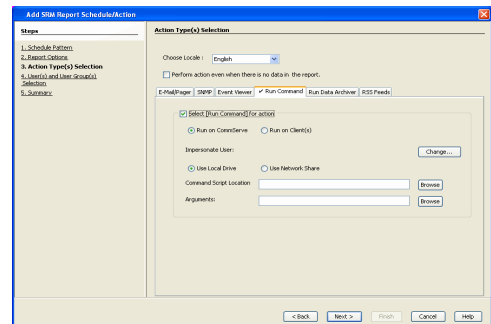 Add SRM Report Schedule/Action
Steps
1. Schedule Pattern
2. Report Options
3. Action Type(s) Selection
4. User(s) and User Group(s)
Selection
5. Summary
Action Type(s) Selection
Choose Locale : English
Perform action even when there is no data in the report.
E-Mail/Pager SNMP Event Viewer Run Command Run Data Archiver RSS Feeds
Select [Run Command] for action
Run on CommServe Run on Client(s)
Impersonate User: Change...
Use Local Drive Use Network Share
Command Script Location Browse
Arguments: Browse
< Back Next > Finish Cancel Help